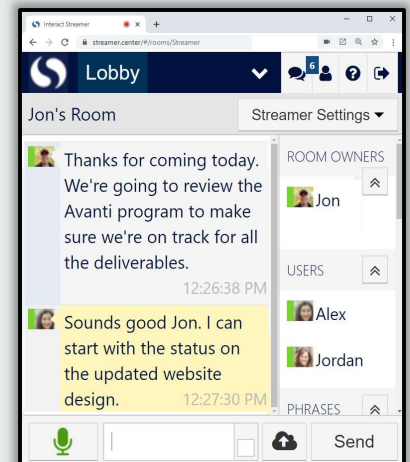 Interact Streamer
streamer.center/#/rooms/Streamer
Lobby
6
Jon's Room
Streamer Settings
Thanks for coming today.
We're going to review the
Avanti program to make
sure we're on track for all
the deliverables.
12:26:38 PM
Sounds good Jon. I can
start with the status on
the updated website
design.
12:27:30 PM
ROOM OWNERS
Jon
USERS
Alex
Jordan
PHRASES
Send